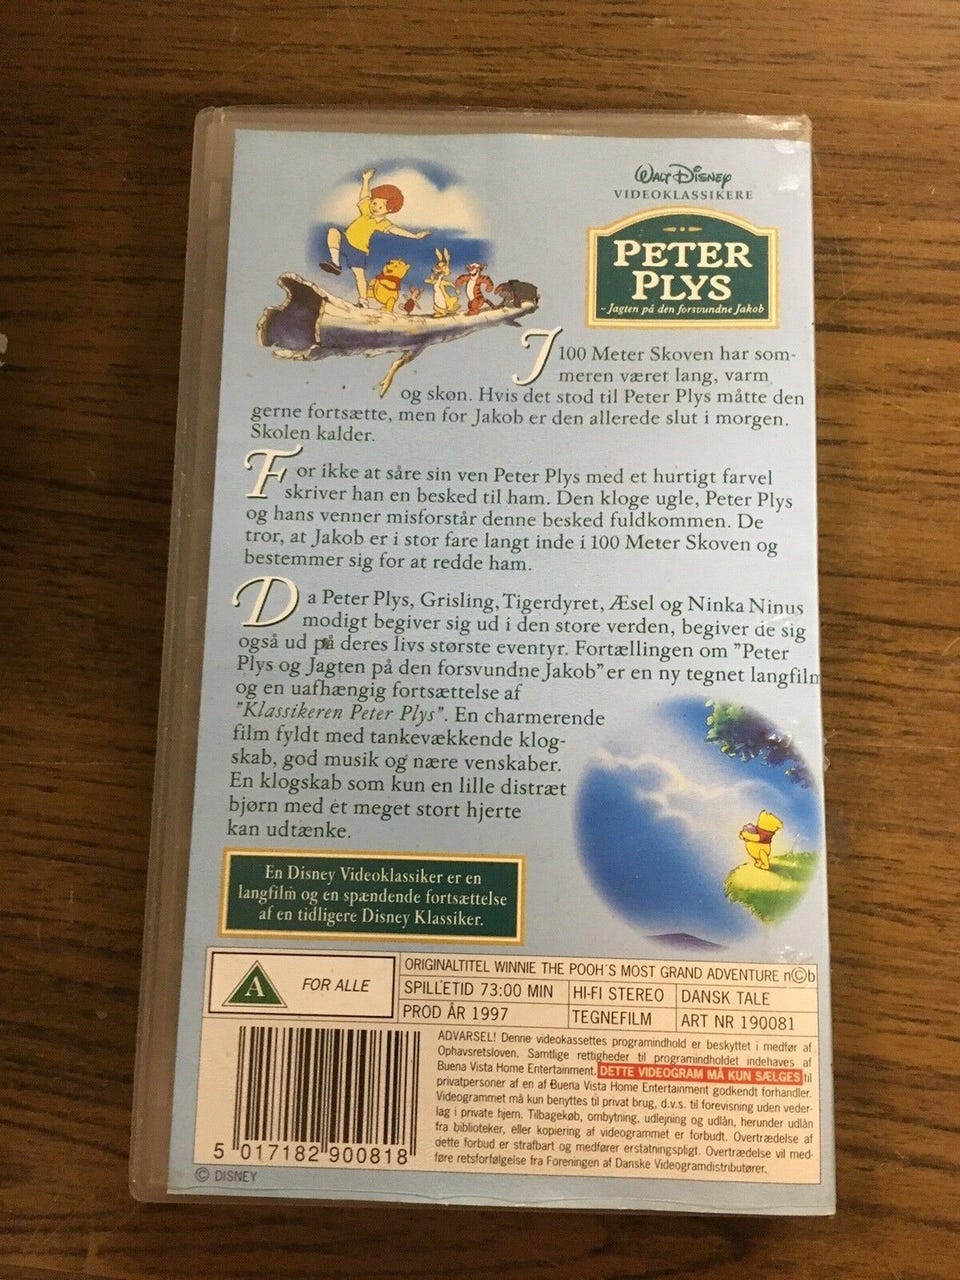 WALT DISNEY
VIDEOKLASSIKERE
PETER
PLYS
~Jagten på den forsvundne Jakob
I 100 Meter Skoven har som-
meren været lang, varm
og skøn. Hvis det stod til Peter Plys måtte den
gerne fortsætte, men for Jakob er den allerede slut i morgen.
Skolen kalder.
For ikke at såre sin ven Peter Plys med et hurtigt farvel
skriver han en besked til ham. Den kloge ugle, Peter Plys
og hans venner misforstår denne besked fuldkommen. De
tror, at Jakob er i stor fare langt inde i 100 Meter Skoven og
bestemmer sig for at redde ham.
Da Peter Plys, Grisling, Tigerdyret, Æsel og Ninka Ninus
modigt begiver sig ud i den store verden, begiver de sig
også ud på deres livs største eventyr. Fortællingen om "Peter
Plys og Jagten på den forsvundne Jakob" er en ny tegnet langfilm
og en uafhængig fortsættelse af
"Klassikeren Peter Plys". En charmerende
film fyldt med tankevækkende klog-
skab, god musik og nære venskaber.
En klogskab som kun en lille distræt
bjørn med et meget stort hjerte
kan udtænke.
En Disney Videoklassiker er en
langfilm og en spændende fortsættelse
af en tidligere Disney Klassiker.
A FOR ALLE
ORIGINALTITEL WINNIE THE POOH'S MOST GRAND ADVENTURE n©b
SPILLETID 73:00 MIN HI-FI STEREO DANSK TALE
PROD ÅR 1997 TEGNEFILM ART NR 190081
ADVARSEL! Denne videokassettes programindhold er beskyttet i medfør af
Ophavsretsloven. Samtlige rettigheder til programindholdet indehaves af
Buena Vista Home Entertainment. DETTE VIDEOGRAM MÅ KUN SÆLGES til
privatpersoner af en af Buena Vista Home Entertainment godkendt forhandler.
Videogrammet må kun benyttes til privat brug, d.v.s. til forevisning uden veder-
lag i private hjem. Tilbagekøb, ombytning, udlejning og udlån, herunder udlån
fra biblioteker, eller kopiering af videogrammet er forbudt. Overtrædelse af
dette forbud er strafbart og medfører erstatningspligt. Overtrædelse vil med-
føre retsforfølgelse fra Foreningen af Danske Videogramdistributører.
5 017182 900818
© DISNEY